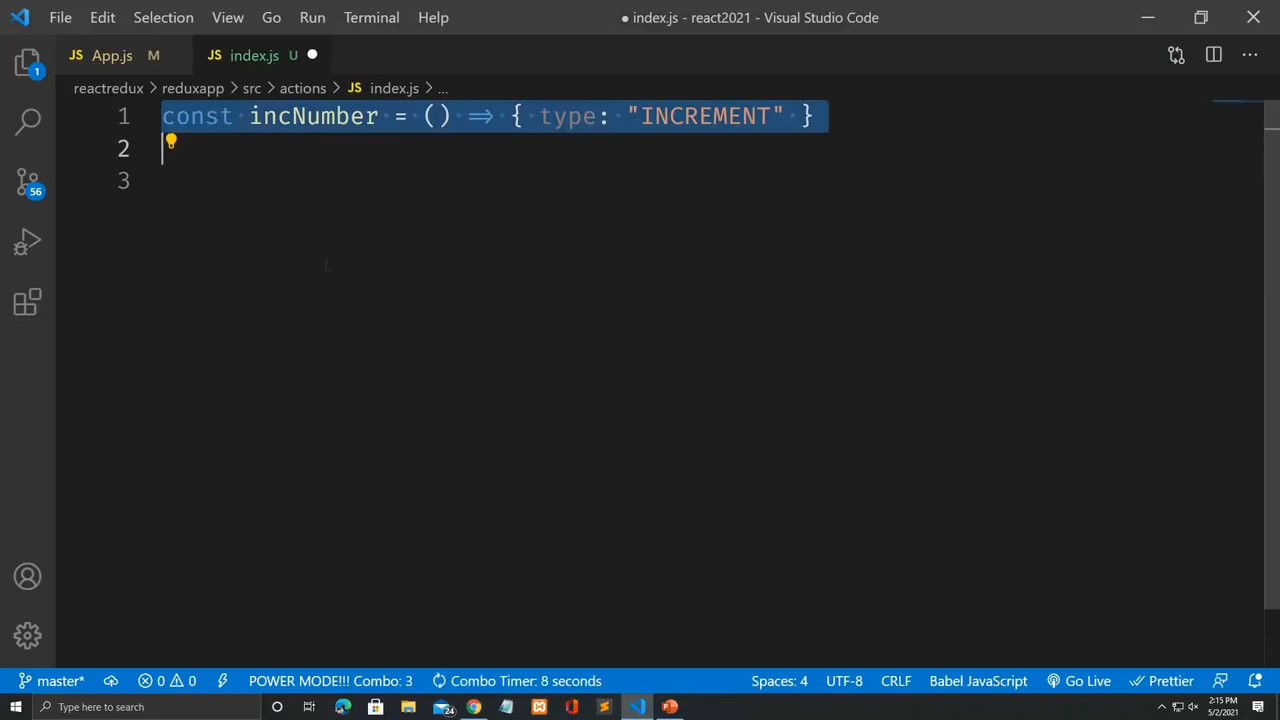 File Edit Selection View Go Run Terminal Help ● index.js - react2021 - Visual Studio Code
JS App.js M JS index.js U ●
reactredux > reduxapp > src > actions > JS index.js > ...
1 const incNumber = () => { type: "INCREMENT" }
2
3
1
56
master* 0 0 POWER MODE!!! Combo: 3 Combo Timer: 8 seconds Spaces: 4 UTF-8 CRLF Babel JavaScript Go Live Prettier
Type here to search 24 2:15 PM
5/2/2021